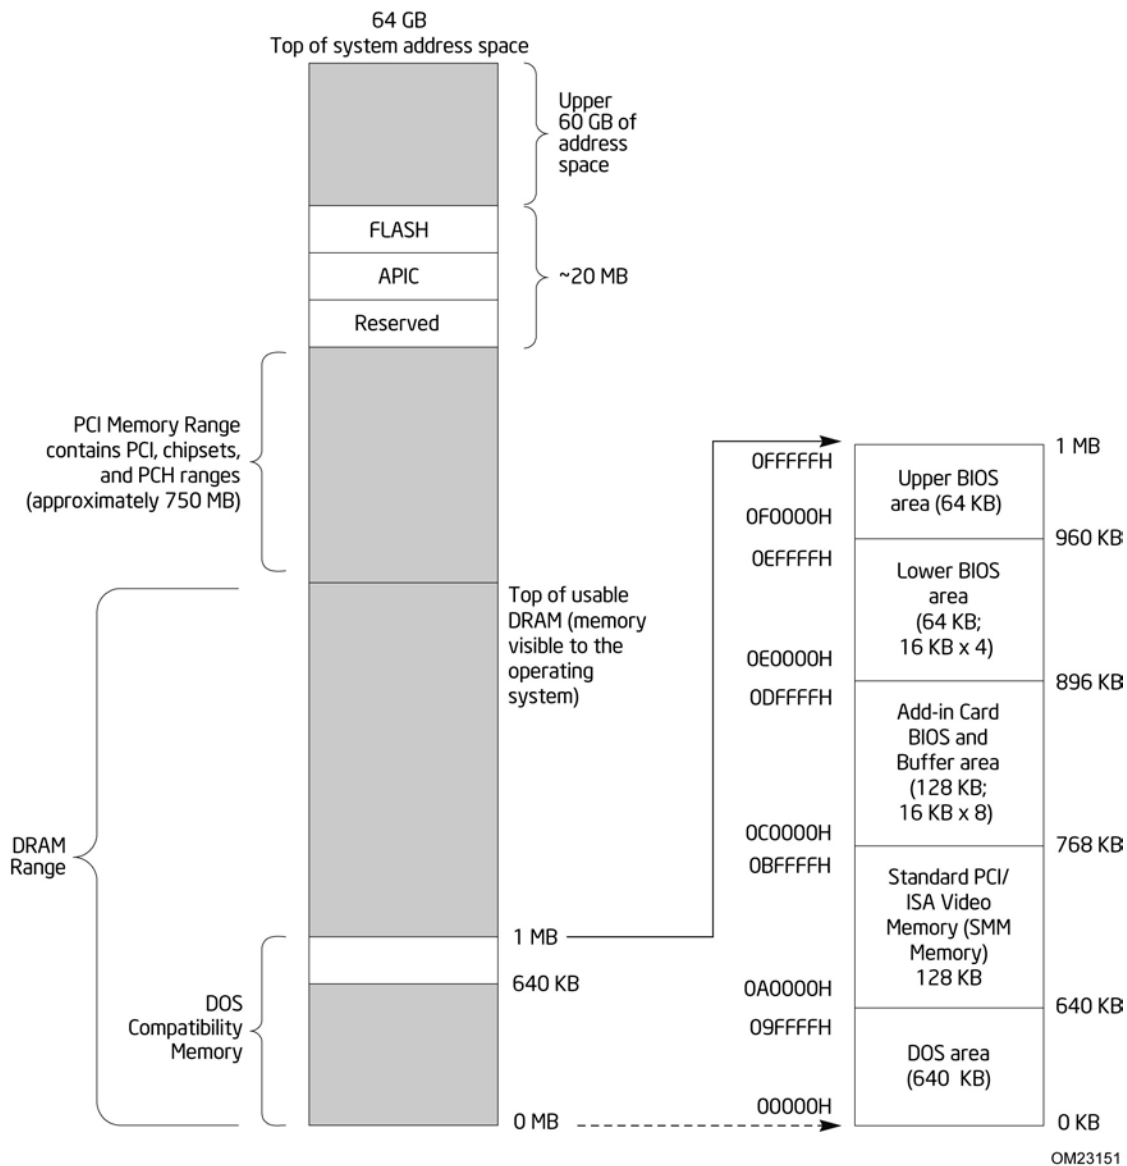 64 GB
Top of system address space
Upper
60 GB of
address
space
FLASH
APIC
~20 MB
Reserved
PCI Memory Range
contains PCI, chipsets,
and PCH ranges
(approximately 750 MB)
Top of usable
DRAM (memory
visible to the
operating
system)
DRAM
Range
1 MB
640 KB
DOS
Compatibility
Memory
0 MB
1 MB
0FFFFFH
Upper BIOS
area (64 KB)
0F0000H
960 KB
0EFFFFH
Lower BIOS
area
(64 KB;
16 KB x 4)
0E0000H
896 KB
0DFFFFH
Add-in Card
BIOS and
Buffer area
(128 KB;
16 KB x 8)
0C0000H
768 KB
0BFFFFH
Standard PCI/
ISA Video
Memory (SMM
Memory)
128 KB
0A0000H
640 KB
09FFFFH
DOS area
(640 KB)
00000H
0 KB
OM23151